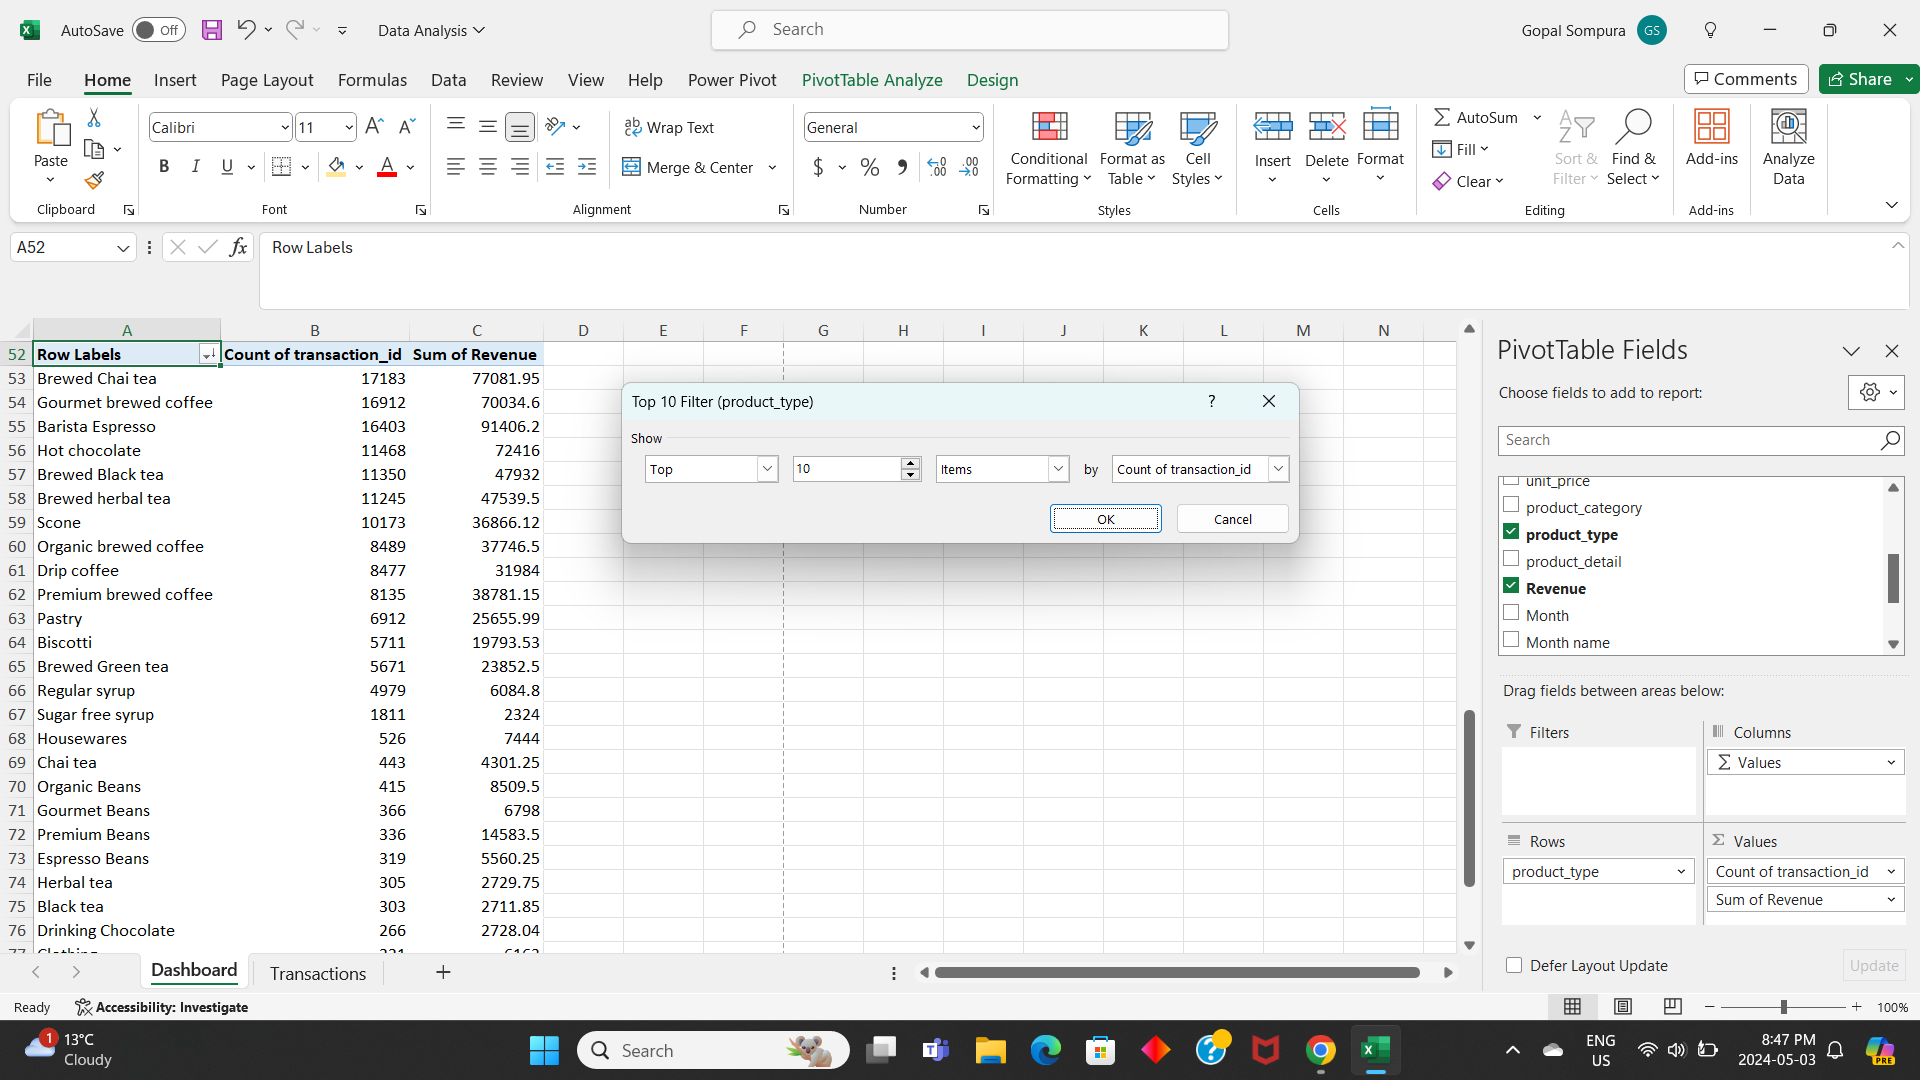 AutoSave Off Data Analysis Search Gopal Sompura GS
File Home Insert Page Layout Formulas Data Review View Help Power Pivot PivotTable Analyze Design Comments Share
Paste
Clipboard
Calibri 11
B I U
Font
Wrap Text
Merge & Center
Alignment
General
$ % 
Number
Conditional Formatting
Format as Table
Cell Styles
Styles
Insert Delete Format
Cells
AutoSum
Fill
Clear
Sort & Filter
Find & Select
Editing
Add-ins
Add-ins
Analyze Data
A52 fx Row Labels
A B C D E F G H I J K L M N
52 Row Labels Count of transaction_id Sum of Revenue
53 Brewed Chai tea 17183 77081.95
54 Gourmet brewed coffee 16912 70034.6
55 Barista Espresso 16403 91406.2
56 Hot chocolate 11468 72416
57 Brewed Black tea 11350 47932
58 Brewed herbal tea 11245 47539.5
59 Scone 10173 36866.12
60 Organic brewed coffee 8489 37746.5
61 Drip coffee 8477 31984
62 Premium brewed coffee 8135 38781.15
63 Pastry 6912 25655.99
64 Biscotti 5711 19793.53
65 Brewed Green tea 5671 23852.5
66 Regular syrup 4979 6084.8
67 Sugar free syrup 1811 2324
68 Housewares 526 7444
69 Chai tea 443 4301.25
70 Organic Beans 415 8509.5
71 Gourmet Beans 366 6798
72 Premium Beans 336 14583.5
73 Espresso Beans 319 5560.25
74 Herbal tea 305 2729.75
75 Black tea 303 2711.85
76 Drinking Chocolate 266 2728.04
Top 10 Filter (product_type) ?
Show
Top 10 Items by Count of transaction_id
OK Cancel
PivotTable Fields
Choose fields to add to report:
Search
unit_price
product_category
product_type
product_detail
Revenue
Month
Month name
Drag fields between areas below:
Filters Columns
Σ Values
Rows Σ Values
product_type Count of transaction_id
Sum of Revenue
Defer Layout Update Update
Dashboard Transactions +
Ready Accessibility: Investigate 100%
1 13°C
Cloudy
Search
ENG
US
8:47 PM
2024-05-03
PRE